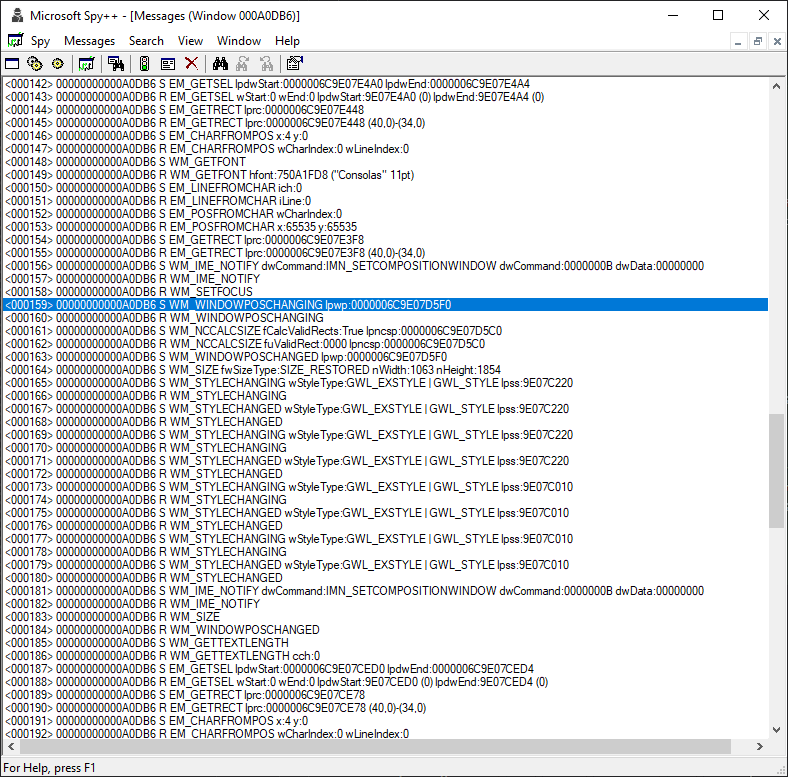 Microsoft Spy++ - [Messages (Window 000A0DB6)]
Spy Messages Search View Window Help
<000142> 00000000000A0DB6 S EM_GETSEL lpdwStart:0000006C9E07E4A0 lpdwEnd:0000006C9E07E4A4
<000143> 00000000000A0DB6 R EM_GETSEL wStart:0 wEnd:0 lpdwStart:9E07E4A0 (0) lpdwEnd:9E07E4A4 (0)
<000144> 00000000000A0DB6 S EM_GETRECT lprc:0000006C9E07E448
<000145> 00000000000A0DB6 R EM_GETRECT lprc:0000006C9E07E448 (40,0)-(34,0)
<000146> 00000000000A0DB6 S EM_CHARFROMPOS x:4 y:0
<000147> 00000000000A0DB6 R EM_CHARFROMPOS wCharIndex:0 wLineIndex:0
<000148> 00000000000A0DB6 S WM_GETFONT
<000149> 00000000000A0DB6 R WM_GETFONT hfont:750A1FD8 ("Consolas" 11pt)
<000150> 00000000000A0DB6 S EM_LINEFROMCHAR ich:0
<000151> 00000000000A0DB6 R EM_LINEFROMCHAR iLine:0
<000152> 00000000000A0DB6 S EM_POSFROMCHAR wCharIndex:0
<000153> 00000000000A0DB6 R EM_POSFROMCHAR x:65535 y:65535
<000154> 00000000000A0DB6 S EM_GETRECT lprc:0000006C9E07E3F8
<000155> 00000000000A0DB6 R EM_GETRECT lprc:0000006C9E07E3F8 (40,0)-(34,0)
<000156> 00000000000A0DB6 S WM_IME_NOTIFY dwCommand:IMN_SETCOMPOSITIONWINDOW dwCommand:0000000B dwData:00000000
<000157> 00000000000A0DB6 R WM_IME_NOTIFY
<000158> 00000000000A0DB6 R WM_SETFOCUS
<000159> 00000000000A0DB6 S WM_WINDOWPOSCHANGING lpwp:0000006C9E07D5F0
<000160> 00000000000A0DB6 R WM_WINDOWPOSCHANGING
<000161> 00000000000A0DB6 S WM_NCCALCSIZE fCalcValidRects:True lpncsp:0000006C9E07D5C0
<000162> 00000000000A0DB6 R WM_NCCALCSIZE fuValidRect:0000 lpncsp:0000006C9E07D5C0
<000163> 00000000000A0DB6 S WM_WINDOWPOSCHANGED lpwp:0000006C9E07D5F0
<000164> 00000000000A0DB6 S WM_SIZE fwSizeType:SIZE_RESTORED nWidth:1063 nHeight:1854
<000165> 00000000000A0DB6 S WM_STYLECHANGING wStyleType:GWL_EXSTYLE | GWL_STYLE lpss:9E07C220
<000166> 00000000000A0DB6 R WM_STYLECHANGING
<000167> 00000000000A0DB6 S WM_STYLECHANGED wStyleType:GWL_EXSTYLE | GWL_STYLE lpss:9E07C220
<000168> 00000000000A0DB6 R WM_STYLECHANGED
<000169> 00000000000A0DB6 S WM_STYLECHANGING wStyleType:GWL_EXSTYLE | GWL_STYLE lpss:9E07C220
<000170> 00000000000A0DB6 R WM_STYLECHANGING
<000171> 00000000000A0DB6 S WM_STYLECHANGED wStyleType:GWL_EXSTYLE | GWL_STYLE lpss:9E07C220
<000172> 00000000000A0DB6 R WM_STYLECHANGED
<000173> 00000000000A0DB6 S WM_STYLECHANGING wStyleType:GWL_EXSTYLE | GWL_STYLE lpss:9E07C010
<000174> 00000000000A0DB6 R WM_STYLECHANGING
<000175> 00000000000A0DB6 S WM_STYLECHANGED wStyleType:GWL_EXSTYLE | GWL_STYLE lpss:9E07C010
<000176> 00000000000A0DB6 R WM_STYLECHANGED
<000177> 00000000000A0DB6 S WM_STYLECHANGING wStyleType:GWL_EXSTYLE | GWL_STYLE lpss:9E07C010
<000178> 00000000000A0DB6 R WM_STYLECHANGING
<000179> 00000000000A0DB6 S WM_STYLECHANGED wStyleType:GWL_EXSTYLE | GWL_STYLE lpss:9E07C010
<000180> 00000000000A0DB6 R WM_STYLECHANGED
<000181> 00000000000A0DB6 S WM_IME_NOTIFY dwCommand:IMN_SETCOMPOSITIONWINDOW dwCommand:0000000B dwData:00000000
<000182> 00000000000A0DB6 R WM_IME_NOTIFY
<000183> 00000000000A0DB6 R WM_SIZE
<000184> 00000000000A0DB6 R WM_WINDOWPOSCHANGED
<000185> 00000000000A0DB6 S WM_GETTEXTLENGTH
<000186> 00000000000A0DB6 R WM_GETTEXTLENGTH cch:0
<000187> 00000000000A0DB6 S EM_GETSEL lpdwStart:0000006C9E07CED0 lpdwEnd:0000006C9E07CED4
<000188> 00000000000A0DB6 R EM_GETSEL wStart:0 wEnd:0 lpdwStart:9E07CED0 (0) lpdwEnd:9E07CED4 (0)
<000189> 00000000000A0DB6 S EM_GETRECT lprc:0000006C9E07CE78
<000190> 00000000000A0DB6 R EM_GETRECT lprc:0000006C9E07CE78 (40,0)-(34,0)
<000191> 00000000000A0DB6 S EM_CHARFROMPOS x:4 y:0
<000192> 00000000000A0DB6 R EM_CHARFROMPOS wCharIndex:0 wLineIndex:0
For Help, press F1